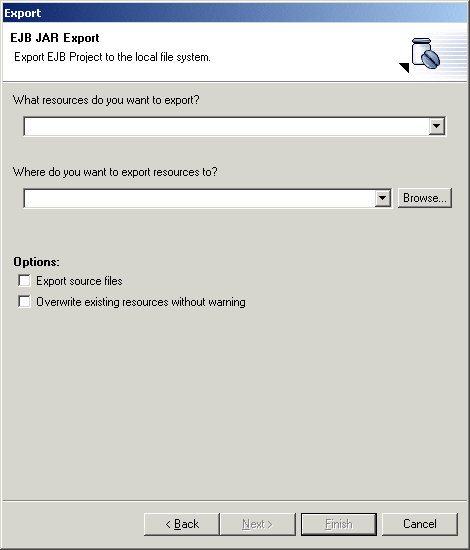 Export
EJB JAR Export
Export EJB Project to the local file system.
What resources do you want to export?
Where do you want to export resources to?
Browse...
Options:
Export source files
Overwrite existing resources without warning
< Back Next > Finish Cancel